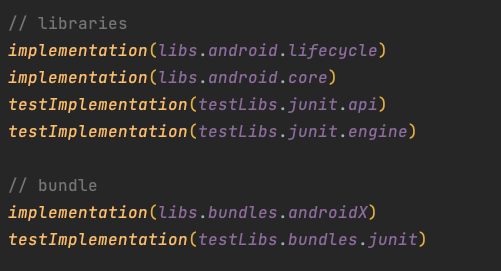 // libraries
implementation(libs.android.lifecycle)
implementation(libs.android.core)
testImplementation(testLibs.junit.api)
testImplementation(testLibs.junit.engine)
// bundle
implementation(libs.bundles.androidX)
testImplementation(testLibs.bundles.junit)